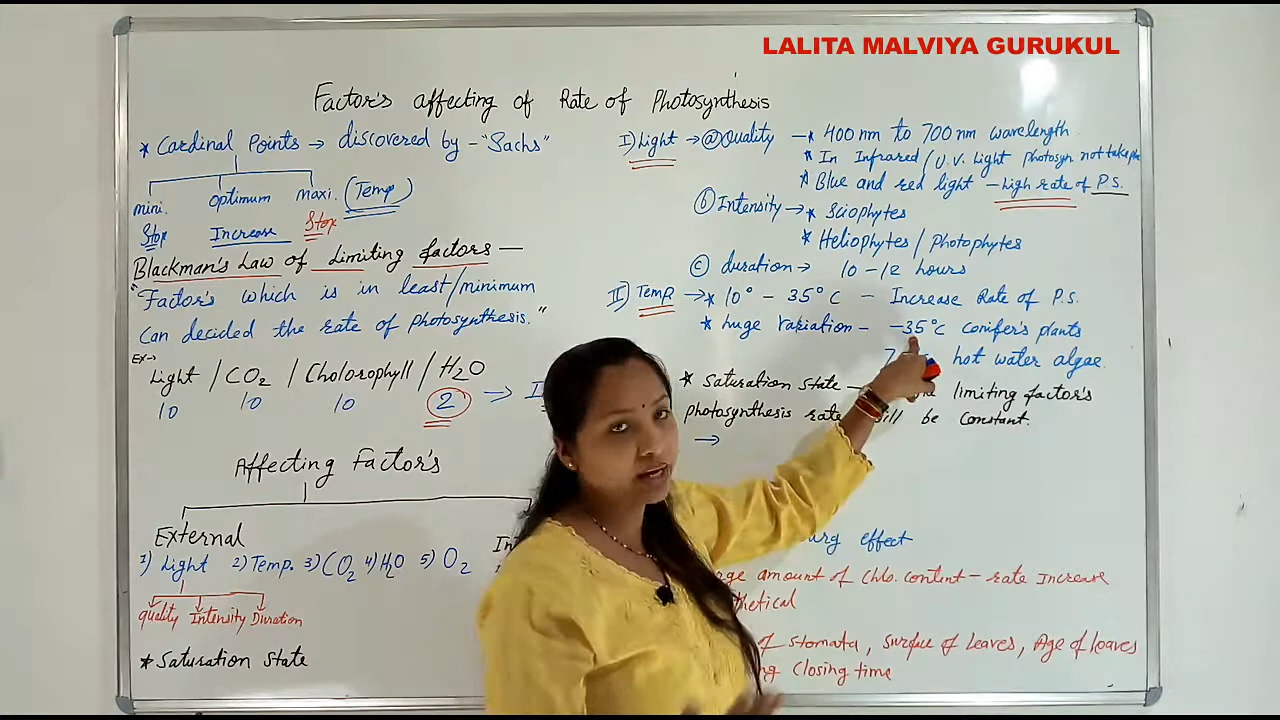 LALITA MALVIYA GURUKUL
Factor's affecting of Rate of Photosynthesis
* Cardinal Points → discovered by - "Sachs"
mini. optimum maxi. (Temp)
Stop Increase Stop
Blackman's Law of Limiting factors —
"Factor's which is in least/minimum
can decided the rate of photosynthesis."
Ex→
Light / CO2 / Cholorophyll / H2O
10 10 10 2 →
Affecting Factor's
External
1) Light 2) Temp. 3) CO2 4) H2O 5) O2
Quality Intensity Duration
* Saturation State
I) Light → ⓐ Quality — * 400 nm to 700 nm wavelength
* In Infrared / U.V. Light photosyn not take
* Blue and red light — high rate of P.S.
ⓑ Intensity → * Sciophytes
* Heliophytes / Photophytes
ⓒ duration → 10 - 12 hours
II) Temp → * 10° - 35°C — Increase Rate of P.S.
* huge variation - -35°C conifer's plants
hot water algae.
* Saturation State — limiting factor's
photosynthesis rate will be constant.
→
effect
amount of Chlo. content - rate increase
of stomata, surface of leaves, Age of leaves
closing time